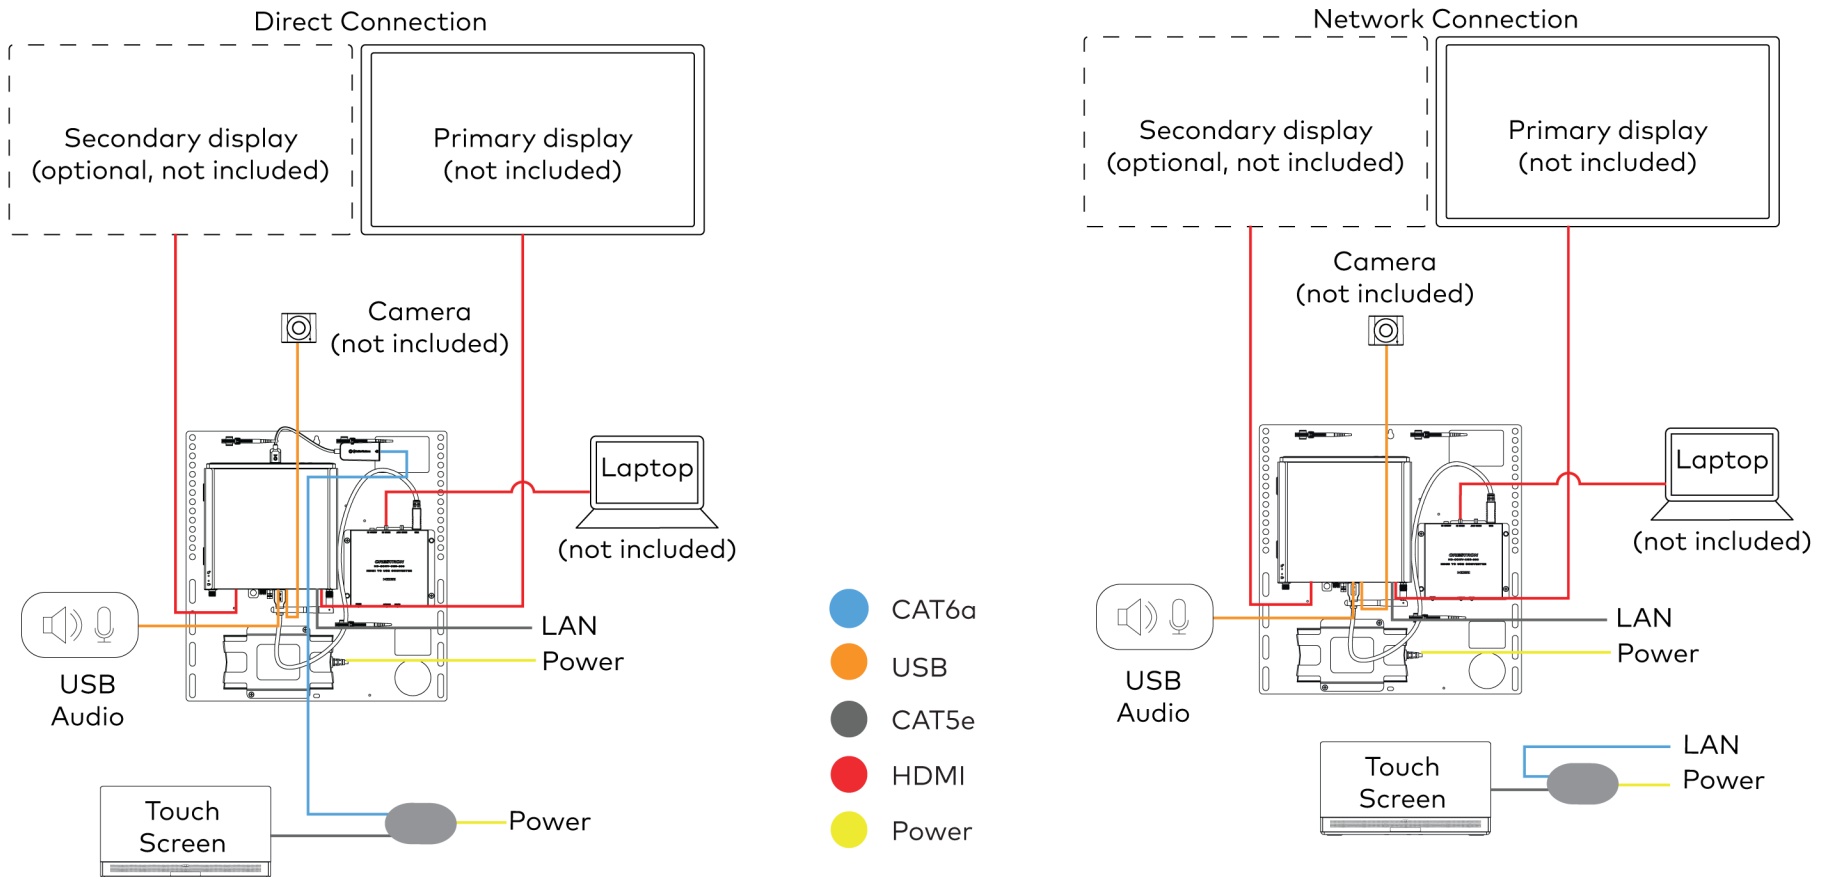 Direct Connection
Secondary display
(optional, not included)
Primary display
(not included)
Camera
(not included)
Laptop
(not included)
CRESTRON
LAN
Power
USB
Audio
Touch
Screen
Power
CAT6a
USB
CAT5e
HDMI
Power
Network Connection
Secondary display
(optional, not included)
Primary display
(not included)
Camera
(not included)
Laptop
(not included)
CRESTRON
LAN
Power
USB
Audio
Touch
Screen
LAN
Power